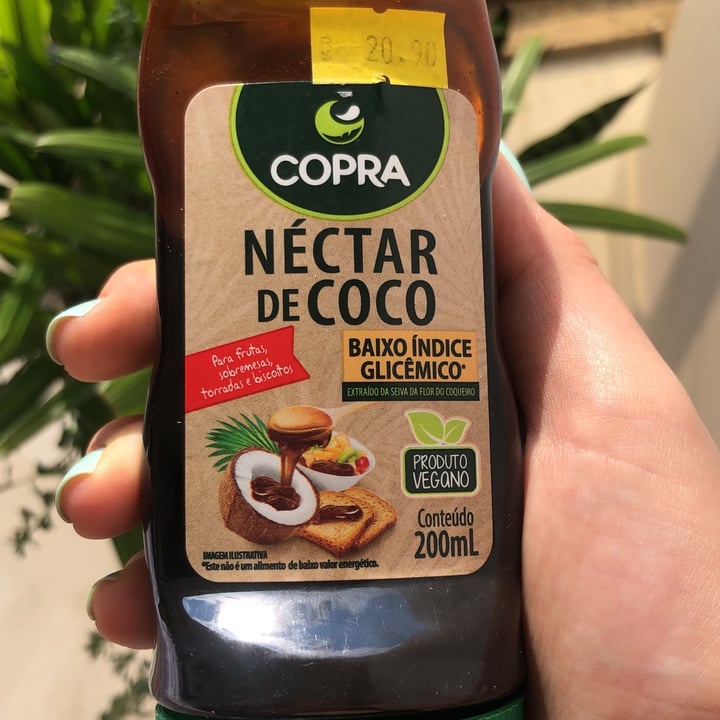 R$ 20.90
COPRA
NÉCTAR
DE COCO
Para frutas,
sobremesas,
torradas e biscoitos
BAIXO ÍNDICE
GLICÊMICO*
EXTRAÍDO DA SEIVA DA FLOR DO COQUEIRO
PRODUTO
VEGANO
Conteúdo
200mL
IMAGEM ILUSTRATIVA
*Este não é um alimento de baixo valor energético.